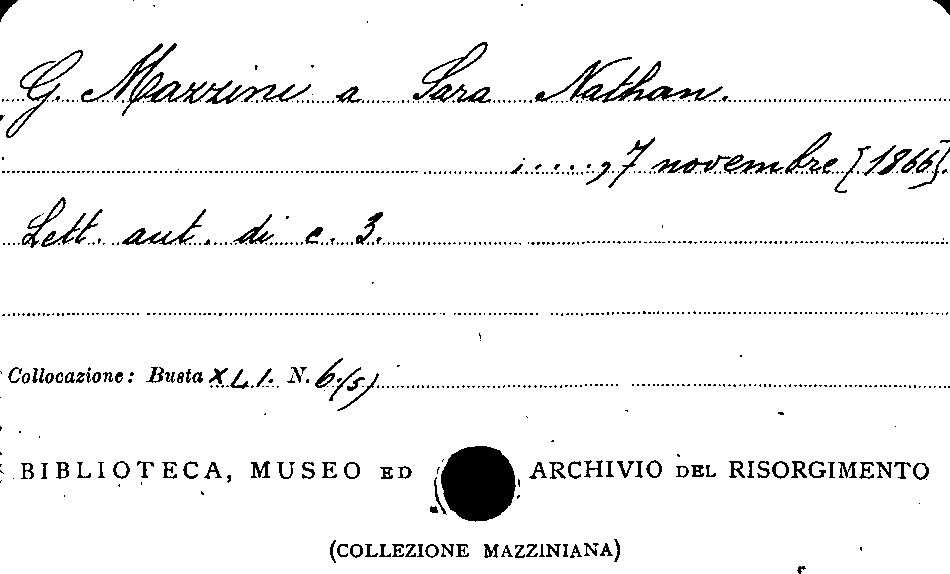 G. Mazzini a Sara Nathan.
....., 7 novembre [1866].
Lett. aut. di c. 3.
Collocazione: Busta XLI. N. 6.(5)
BIBLIOTECA, MUSEO ED ARCHIVIO DEL RISORGIMENTO
(COLLEZIONE MAZZINIANA)